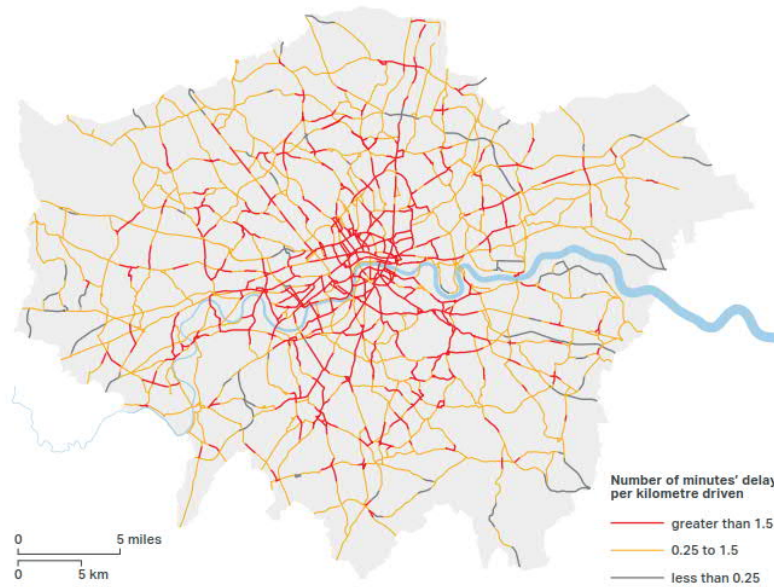 Number of minutes' delay
per kilometre driven
greater than 1.5
0.25 to 1.5
less than 0.25
0 5 miles
0 5 km